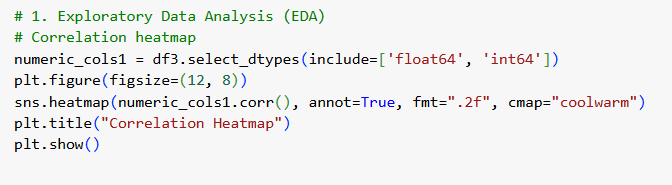 # 1. Exploratory Data Analysis (EDA)
# Correlation heatmap
numeric_cols1 = df3.select_dtypes(include=['float64', 'int64'])
plt.figure(figsize=(12, 8))
sns.heatmap(numeric_cols1.corr(), annot=True, fmt=".2f", cmap="coolwarm")
plt.title("Correlation Heatmap")
plt.show()